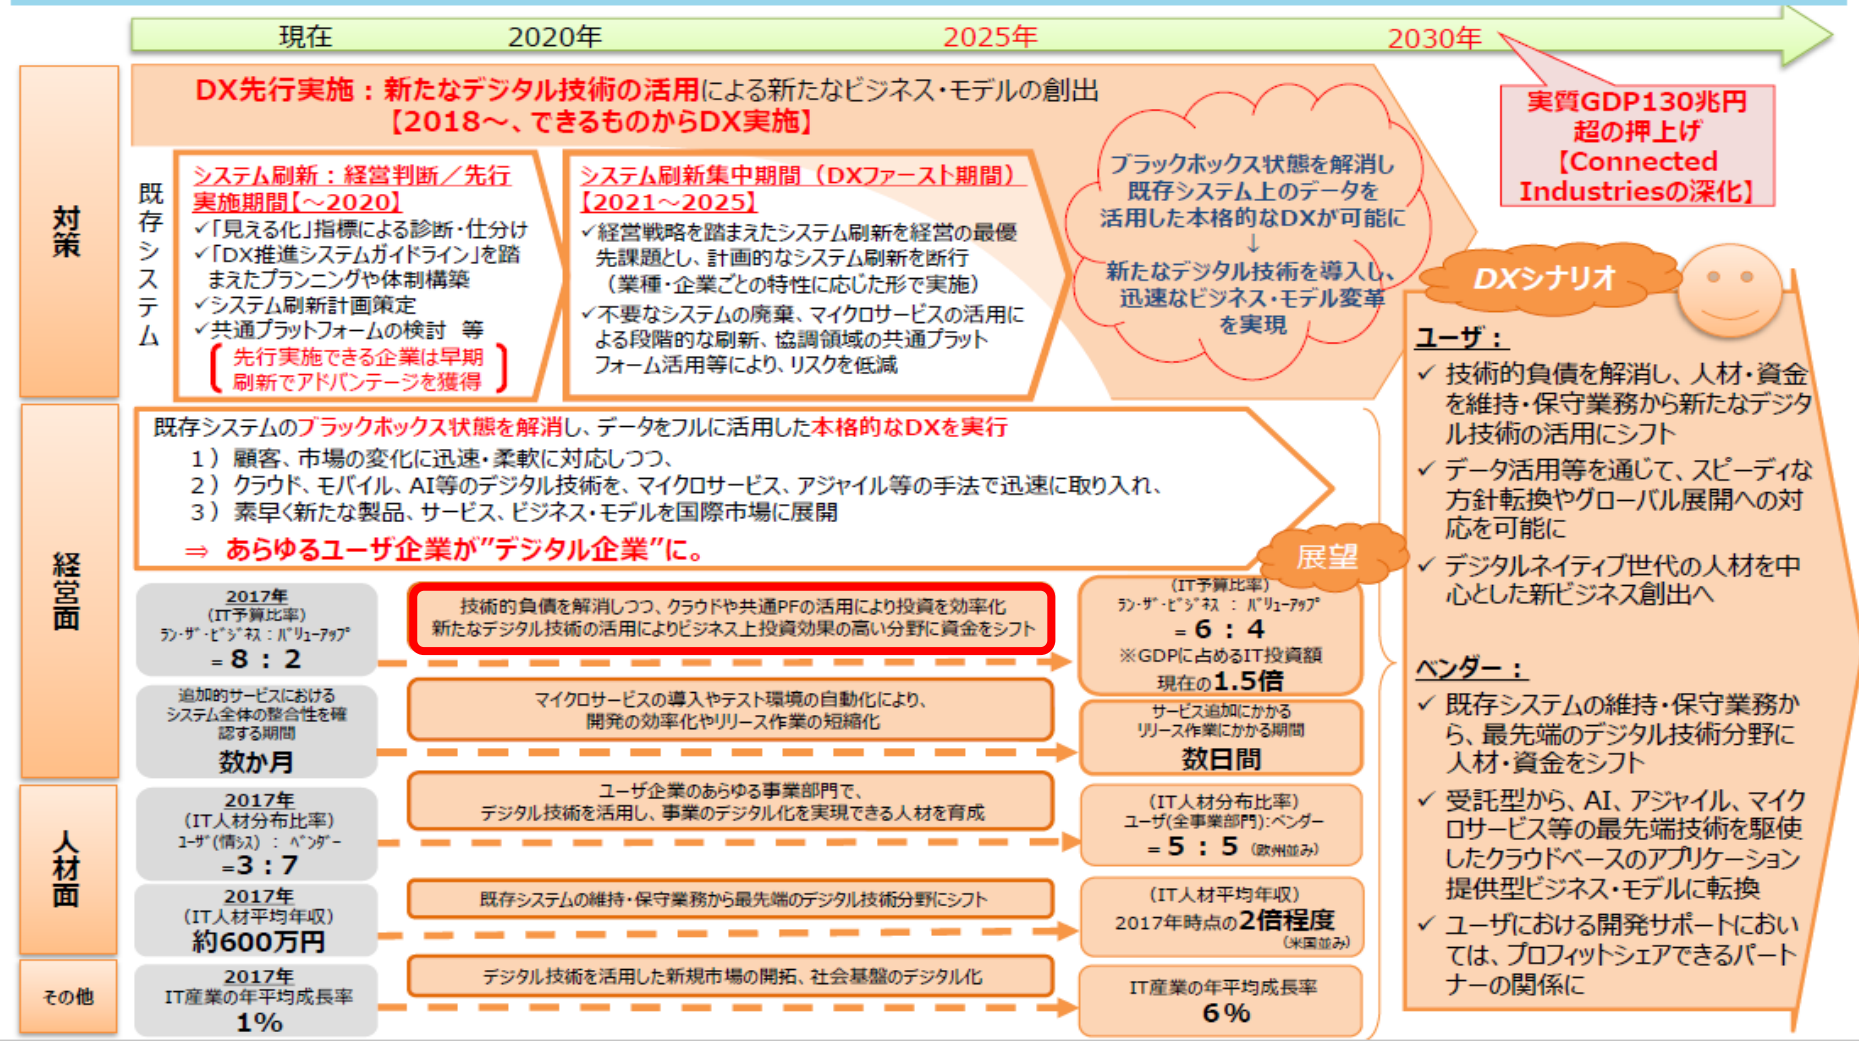 現在
2020年
2025年
2030年
実質GDP130兆円
超の押上げ
【Connected
Industriesの深化】
対策
DX先行実施：新たなデジタル技術の活用による新たなビジネス・モデルの創出
【2018～、できるものからDX実施】
既存システム
システム刷新：経営判断／先行
実施期間【～2020】
✓「見える化」指標による診断・仕分け
✓「DX推進システムガイドライン」を踏
まえたプランニングや体制構築
✓システム刷新計画策定
✓共通プラットフォームの検討　等
先行実施できる企業は早期
刷新でアドバンテージを獲得
システム刷新集中期間（DXファースト期間）
【2021～2025】
✓経営戦略を踏まえたシステム刷新を経営の最優
先課題とし、計画的なシステム刷新を断行
（業種・企業ごとの特性に応じた形で実施）
✓不要なシステムの廃棄、マイクロサービスの活用に
よる段階的な刷新、協調領域の共通プラット
フォーム活用等により、リスクを低減
ブラックボックス状態を解消し
既存システム上のデータを
活用した本格的なDXが可能に
↓
新たなデジタル技術を導入し、
迅速なビジネス・モデル変革
を実現
経営面
既存システムのブラックボックス状態を解消し、データをフルに活用した本格的なDXを実行
１）顧客、市場の変化に迅速・柔軟に対応しつつ、
２）クラウド、モバイル、AI等のデジタル技術を、マイクロサービス、アジャイル等の手法で迅速に取り入れ、
３）素早く新たな製品、サービス、ビジネス・モデルを国際市場に展開
⇒ あらゆるユーザ企業が”デジタル企業”に。
展望
2017年
(IT予算比率)
ﾗﾝ･ｻﾞ･ﾋﾞｼﾞﾈｽ：ﾊﾞﾘｭｰｱｯﾌﾟ
=８：２
技術的負債を解消しつつ、クラウドや共通PFの活用により投資を効率化
新たなデジタル技術の活用によりビジネス上投資効果の高い分野に資金をシフト
(IT予算比率)
ﾗﾝ･ｻﾞ･ﾋﾞｼﾞﾈｽ ： ﾊﾞﾘｭｰｱｯﾌﾟ
=６：４
※GDPに占めるIT投資額
現在の1.5倍
追加的サービスにおける
システム全体の整合性を確
認する期間
数か月
マイクロサービスの導入やテスト環境の自動化により、
開発の効率化やリリース作業の短縮化
サービス追加にかかる
リリース作業にかかる期間
数日間
人材面
2017年
(IT人材分布比率)
ﾕｰｻﾞ(情ｼｽ) ： ﾍﾞﾝﾀﾞｰ
=3：7
ユーザ企業のあらゆる事業部門で、
デジタル技術を活用し、事業のデジタル化を実現できる人材を育成
(IT人材分布比率)
ユーザ(全事業部門):ベンダー
=５：５ (欧州並み)
2017年
(IT人材平均年収)
約600万円
既存システムの維持・保守業務から最先端のデジタル技術分野にシフト
(IT人材平均年収)
2017年時点の2倍程度
(米国並み)
その他
2017年
IT産業の年平均成長率
1%
デジタル技術を活用した新規市場の開拓、社会基盤のデジタル化
IT産業の年平均成長率
6%
DXシナリオ
ユーザ：
✓ 技術的負債を解消し、人材・資金
を維持・保守業務から新たなデジタ
ル技術の活用にシフト
✓ データ活用等を通じて、スピーディな
方針転換やグローバル展開への対
応を可能に
✓ デジタルネイティブ世代の人材を中
心とした新ビジネス創出へ
ベンダー：
✓ 既存システムの維持・保守業務か
ら、最先端のデジタル技術分野に
人材・資金をシフト
✓ 受託型から、AI、アジャイル、マイク
ロサービス等の最先端技術を駆使
したクラウドベースのアプリケーション
提供型ビジネス・モデルに転換
✓ ユーザにおける開発サポートにおい
ては、プロフィットシェアできるパート
ナーの関係に